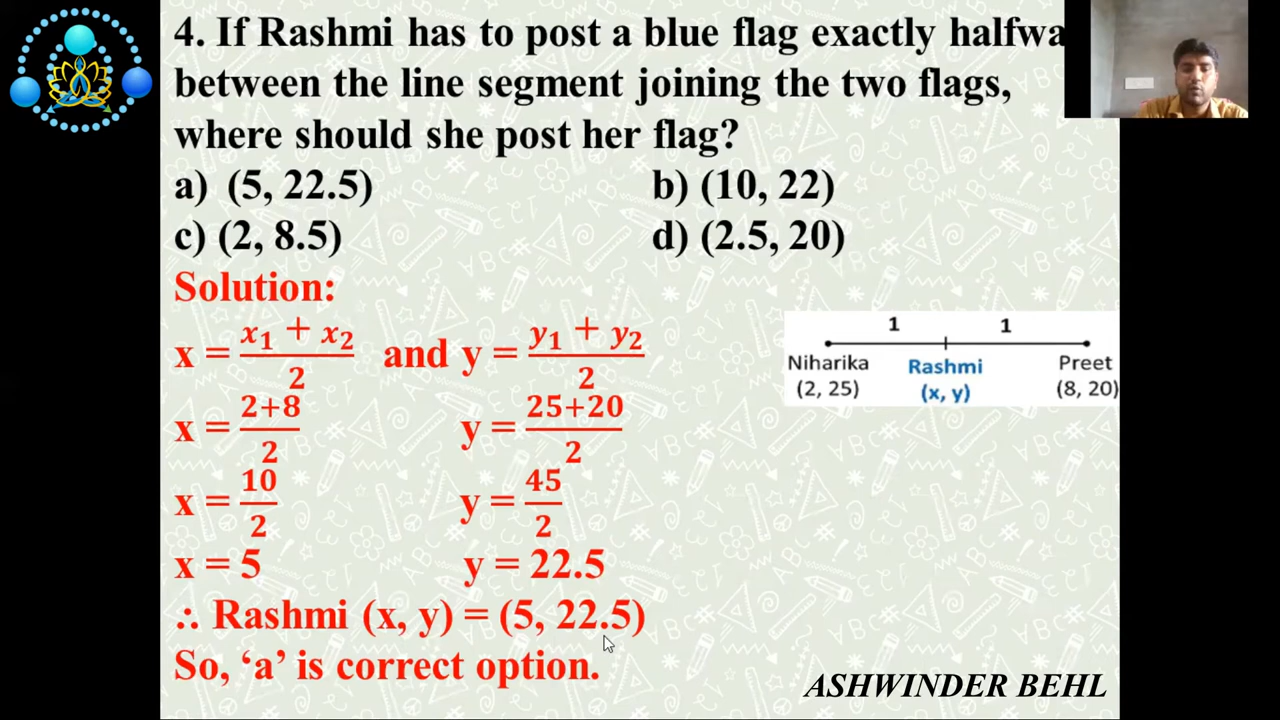 4. If Rashmi has to post a blue flag exactly halfwa
between the line segment joining the two flags,
where should she post her flag?
a) (5, 22.5) b) (10, 22)
c) (2, 8.5) d) (2.5, 20)
Solution:
x = (x₁ + x₂)/2 and y = (y₁ + y₂)/2
x = (2+8)/2 y = (25+20)/2
x = 10/2 y = 45/2
x = 5 y = 22.5
∴ Rashmi (x, y) = (5, 22.5)
So, ‘a’ is correct option.
1 1
Niharika Rashmi Preet
(2, 25) (x, y) (8, 20)
ASHWINDER BEHL